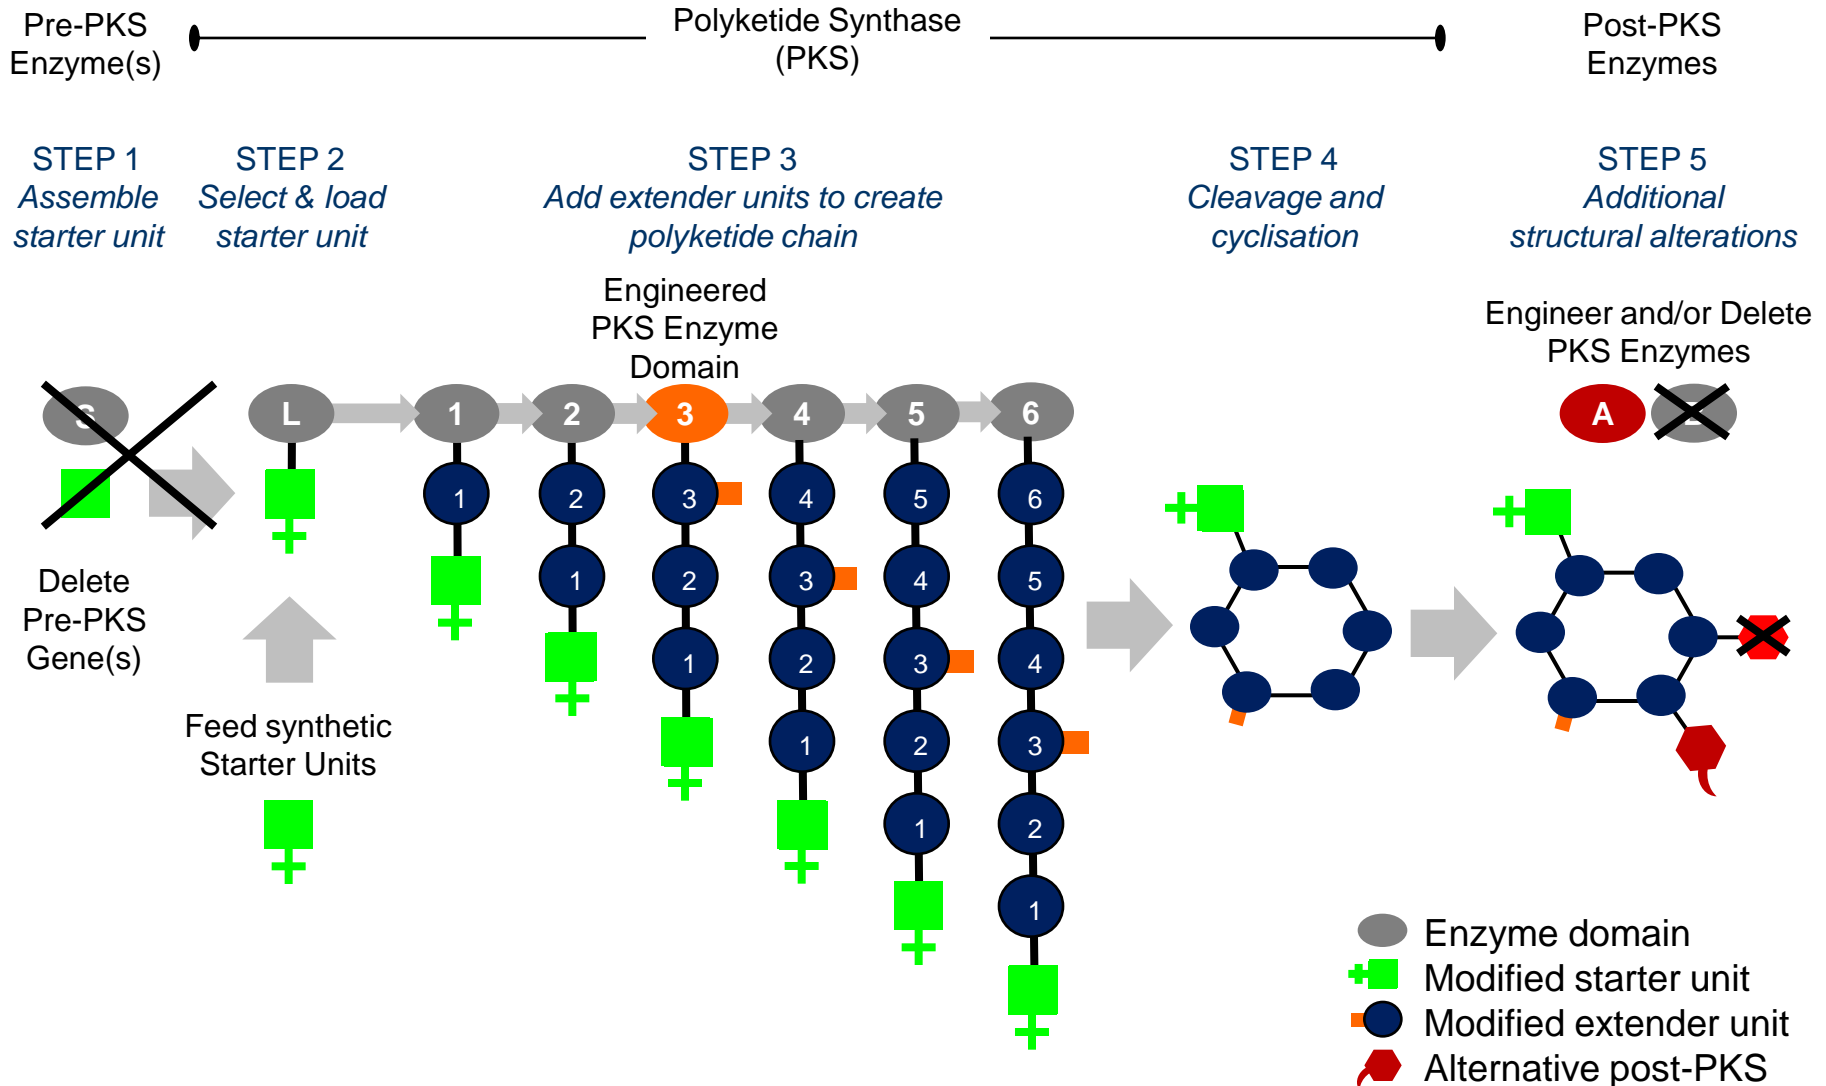 Pre-PKS
Enzyme(s)
Polyketide Synthase
(PKS)
Post-PKS
Enzymes
STEP 1
Assemble
starter unit
STEP 2
Select & load
starter unit
STEP 3
Add extender units to create
polyketide chain
STEP 4
Cleavage and
cyclisation
STEP 5
Additional
structural alterations
Engineered
PKS Enzyme
Domain
Engineer and/or Delete
PKS Enzymes
L 1 2 3 4 5 6
A
1 2 3 4 5 6
1 2 3 4 5
1 2 3 4
1 2 3
1 2
1
Delete
Pre-PKS
Gene(s)
Feed synthetic
Starter Units
Enzyme domain
Modified starter unit
Modified extender unit
Alternative post-PKS